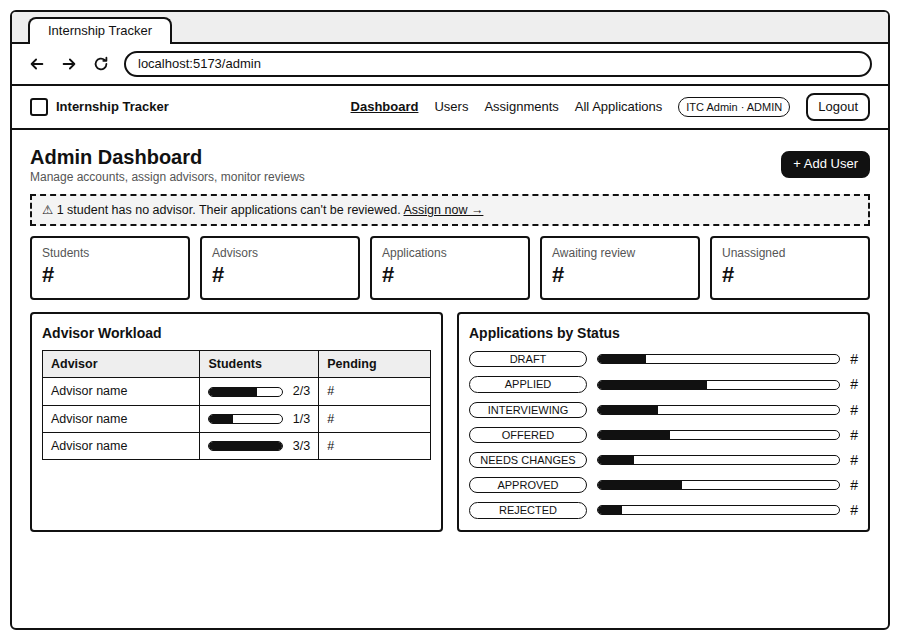 Internship Tracker
localhost:5173/admin
Internship Tracker Dashboard Users Assignments All Applications ITC Admin · ADMIN Logout
Admin Dashboard
Manage accounts, assign advisors, monitor reviews
+ Add User
⚠ 1 student has no advisor. Their applications can't be reviewed. Assign now →
Students Advisors Applications Awaiting review Unassigned
# # # # #
Advisor Workload
Advisor Students Pending
Advisor name 2/3 #
Advisor name 1/3 #
Advisor name 3/3 #
Applications by Status
DRAFT #
APPLIED #
INTERVIEWING #
OFFERED #
NEEDS CHANGES #
APPROVED #
REJECTED #